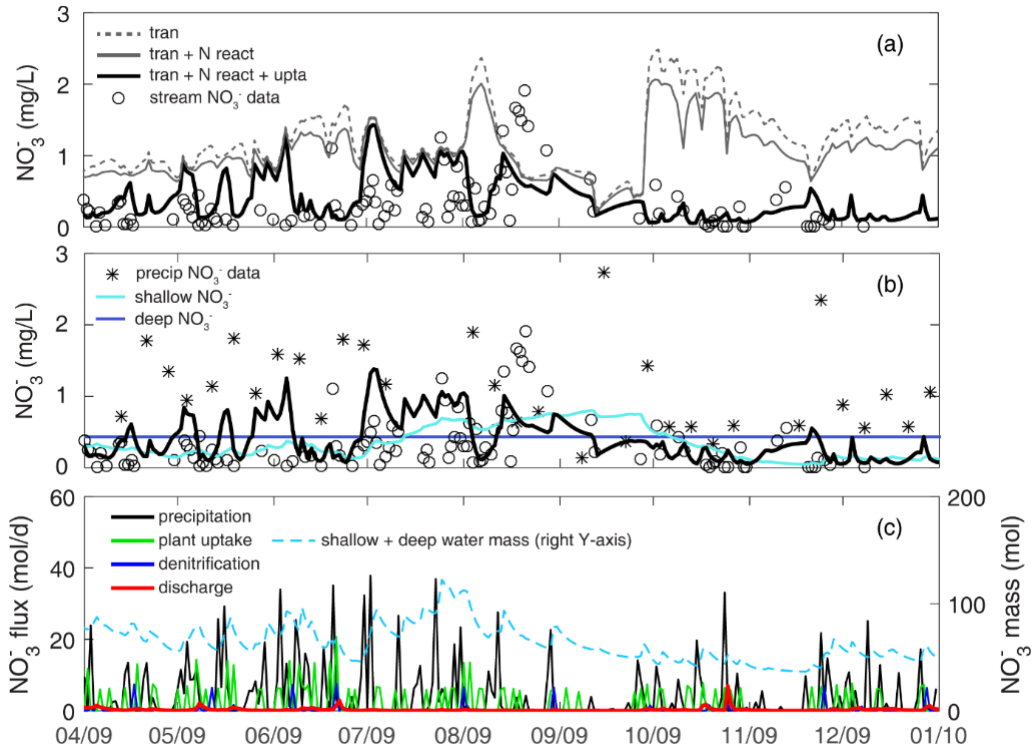 3
2
1
0
NO3- (mg/L)
tran
tran + N react
tran + N react + upta
stream NO3- data
(a)
3
2
1
0
NO3- (mg/L)
precip NO3- data
shallow NO3-
deep NO3-
(b)
60
40
20
0
NO3- flux (mol/d)
precipitation
plant uptake
denitrification
discharge
shallow + deep water mass (right Y-axis)
(c)
200
100
0
NO3- mass (mol)
04/09 05/09 06/09 07/09 08/09 09/09 10/09 11/09 12/09 01/10